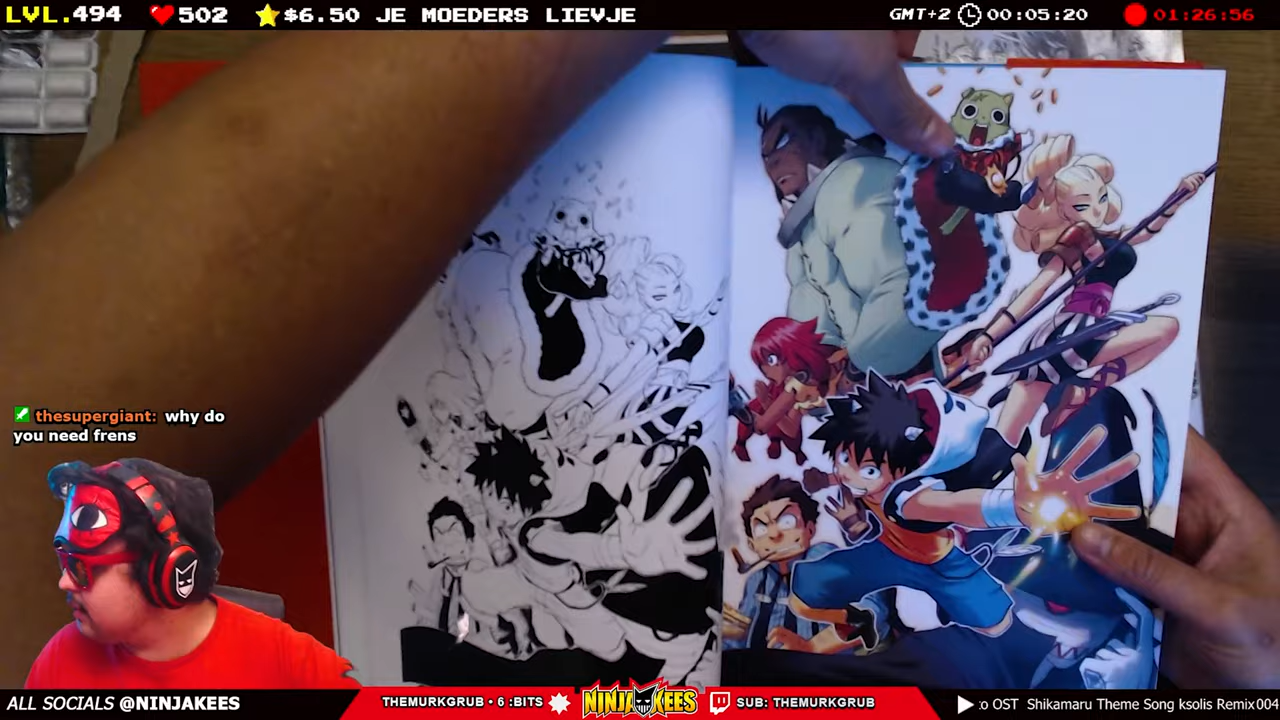 LVL.494 502 $6.50 JE MOEDERS LIEVJE GMT+2 00:05:20 01:26:56
thesupergiant: why do
you need frens
ALL SOCIALS @NINJAKEES THEMURKGRUB • 6 :BITS NINJAKEES SUB: THEMURKGRUB :o OST Shikamaru Theme Song ksolis Remix004